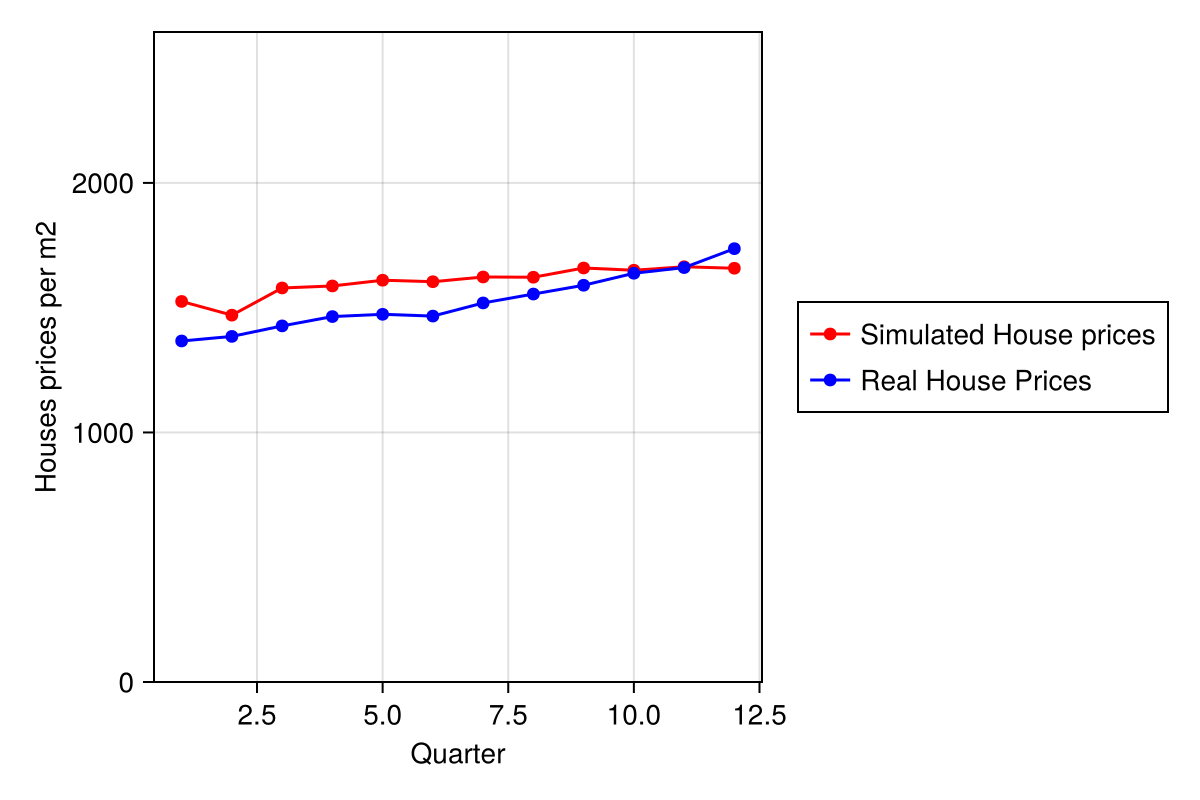 Houses prices per m2
2000
1000
0
2.5 5.0 7.5 10.0 12.5
Quarter
Simulated House prices
Real House Prices